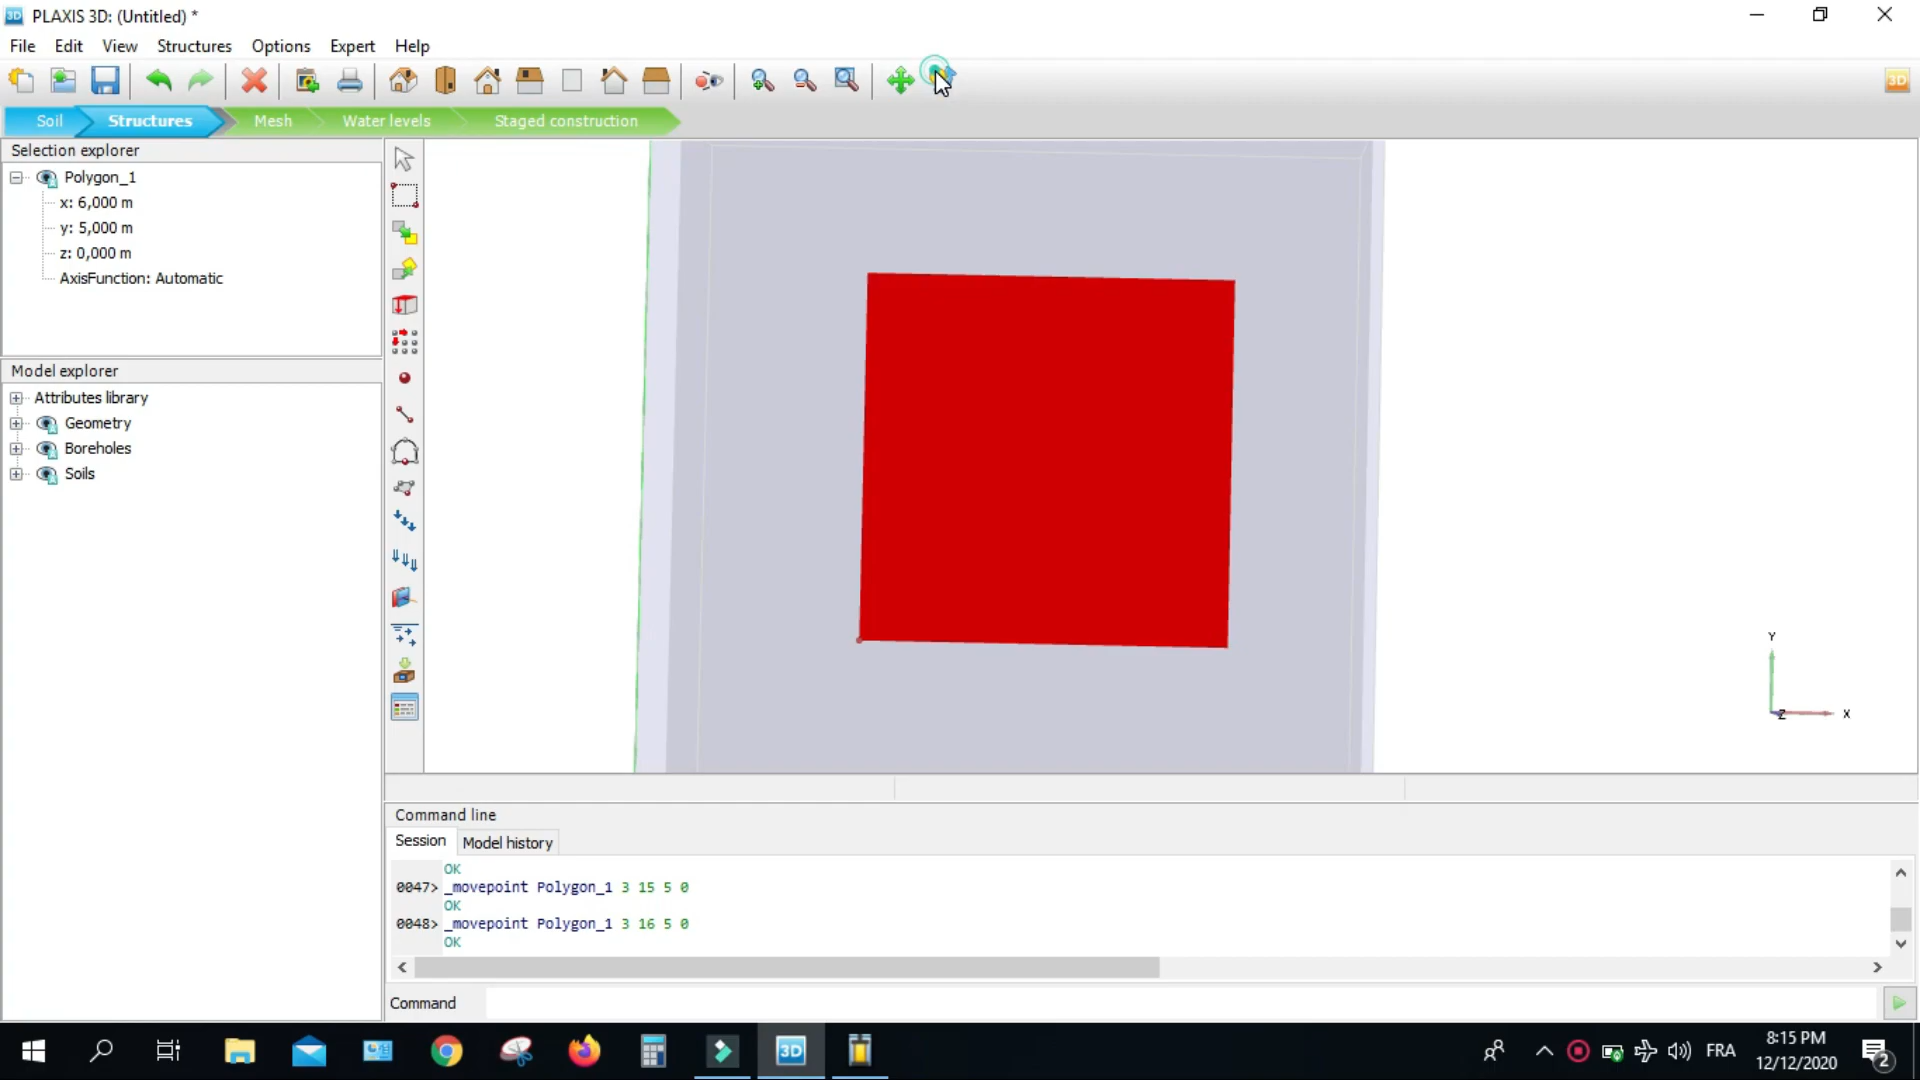 PLAXIS 3D: (Untitled) *
File Edit View Structures Options Expert Help
3D
Soil Structures Mesh Water levels Staged construction
Selection explorer
Polygon_1
x: 6,000 m
y: 5,000 m
z: 0,000 m
AxisFunction: Automatic
Model explorer
Attributes library
Geometry
Boreholes
Soils
Y
Z
X
Command line
Session Model history
OK
0047> _movepoint Polygon_1 3 15 5 0
OK
0048> _movepoint Polygon_1 3 16 5 0
OK
Command
3D
FRA
8:15 PM
12/12/2020
2